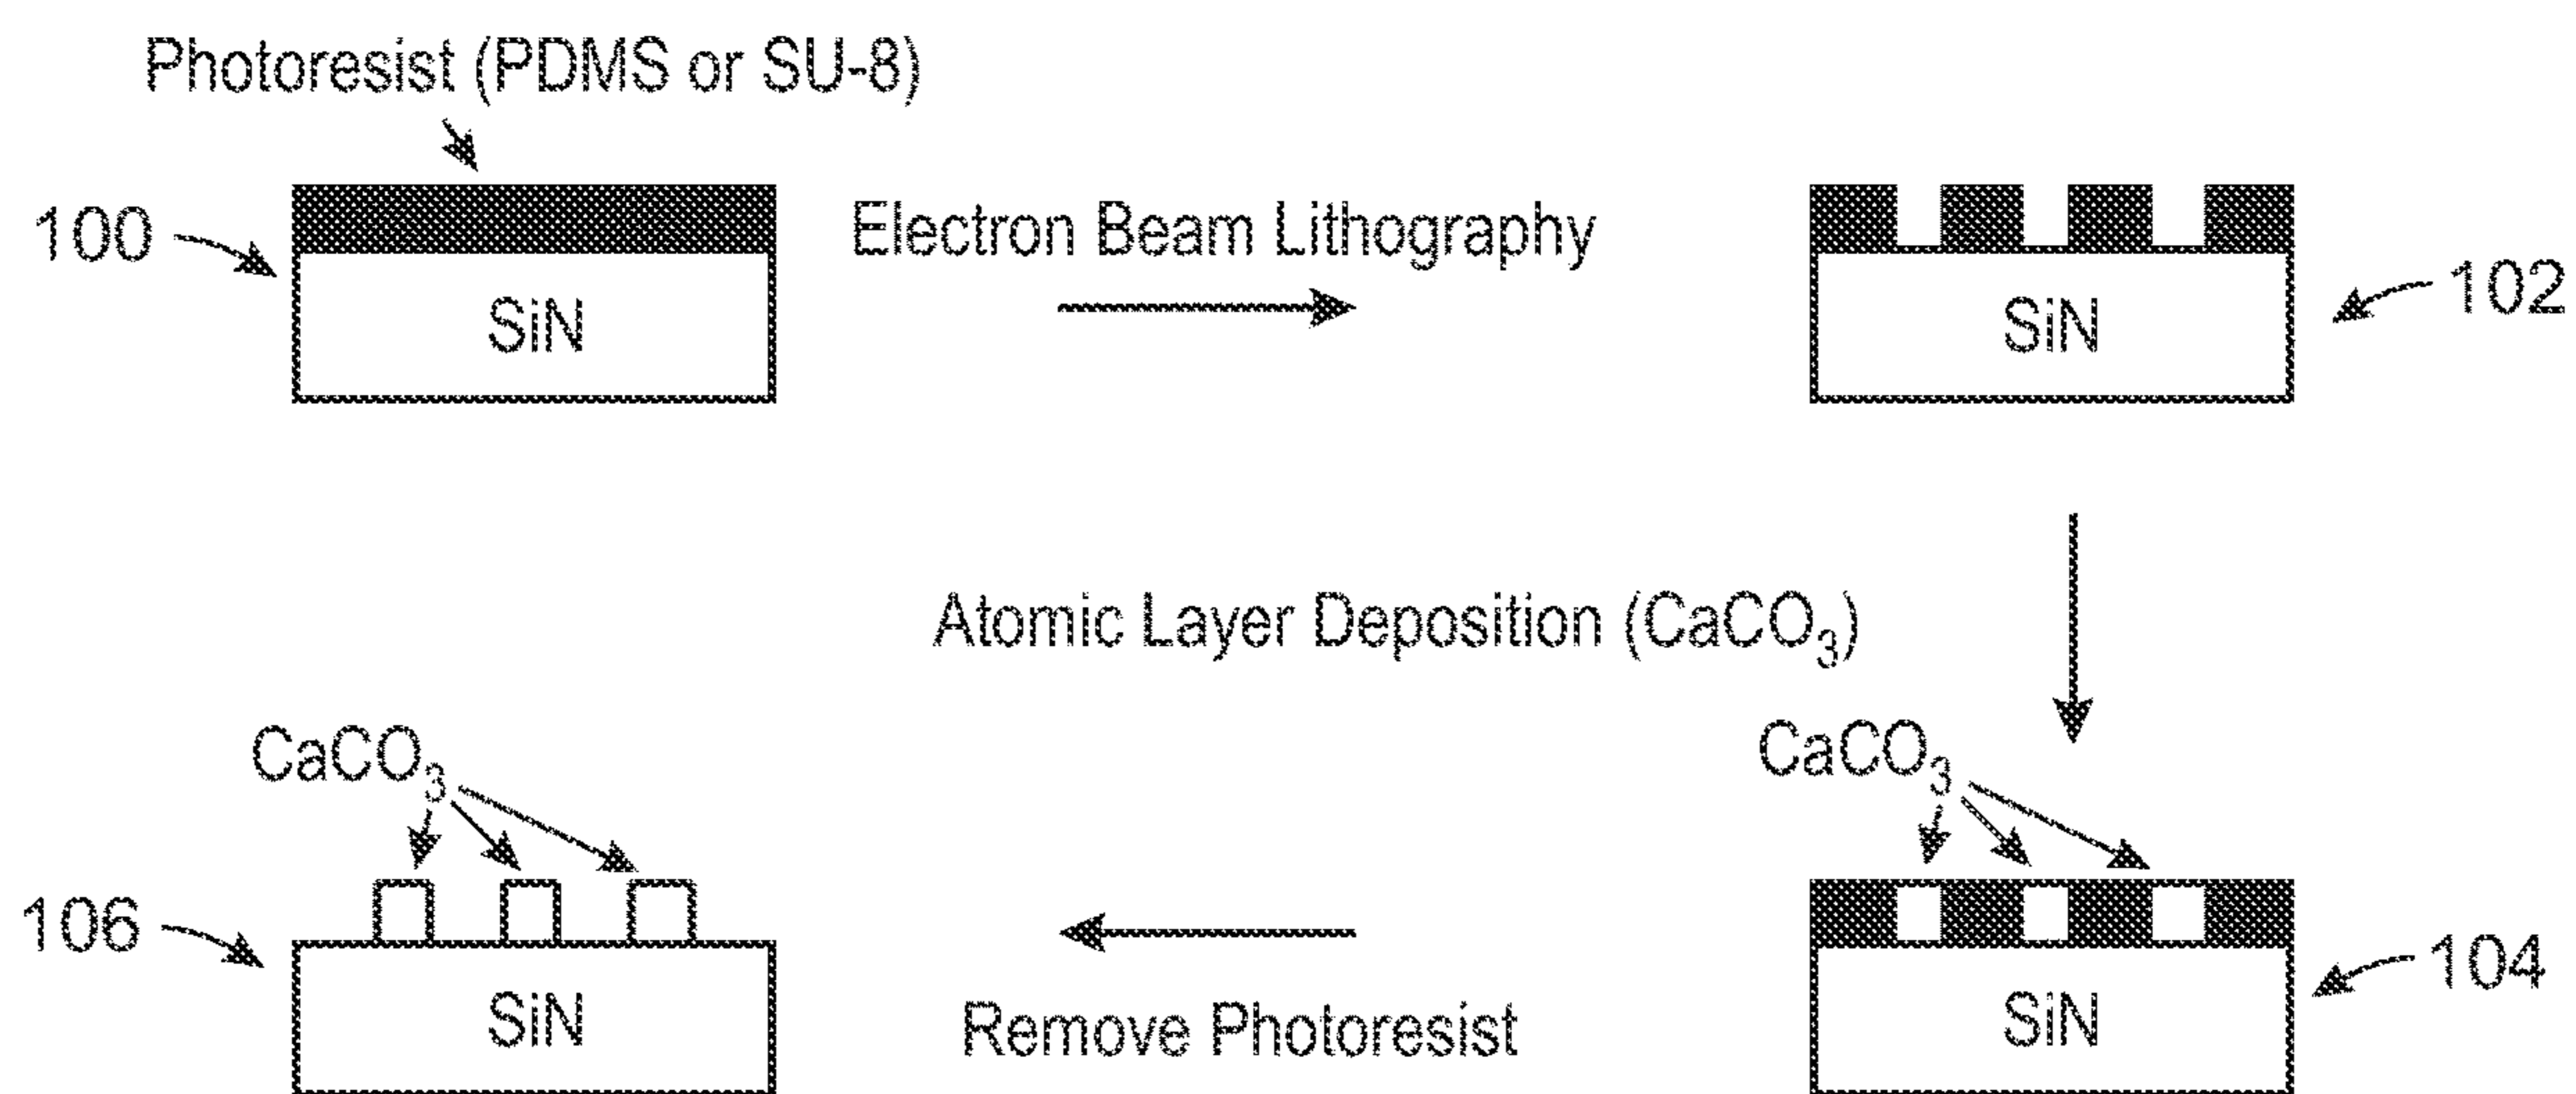 Photoresist (PDMS or SU-8)
100
SiN
Electron Beam Lithography
SiN
102
Atomic Layer Deposition (CaCO₃)
CaCO₃
CaCO₃
106
SiN
Remove Photoresist
SiN
104